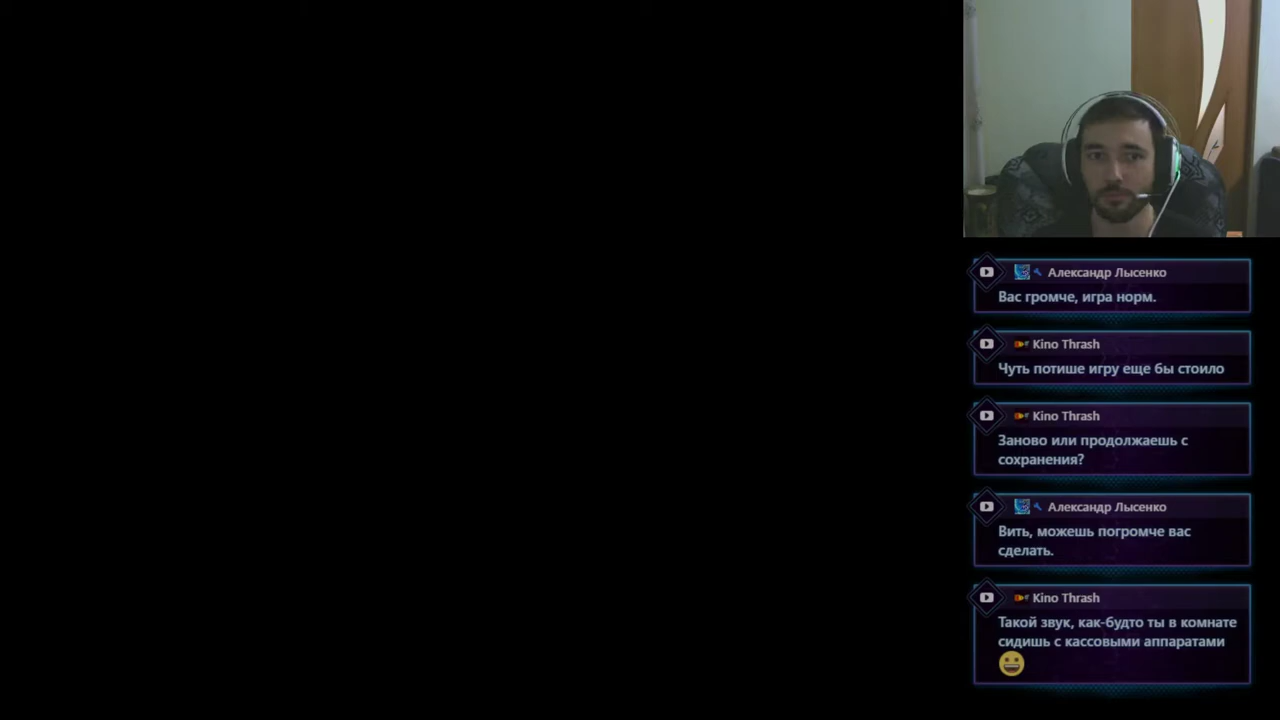 Александр Лысенко
Вас громче, игра норм.
Kino Thrash
Чуть потише игру еще бы стоило
Kino Thrash
Заново или продолжаешь с
сохранения?
Александр Лысенко
Вить, можешь погромче вас
сделать.
Kino Thrash
Такой звук, как-будто ты в комнате
сидишь с кассовыми аппаратами